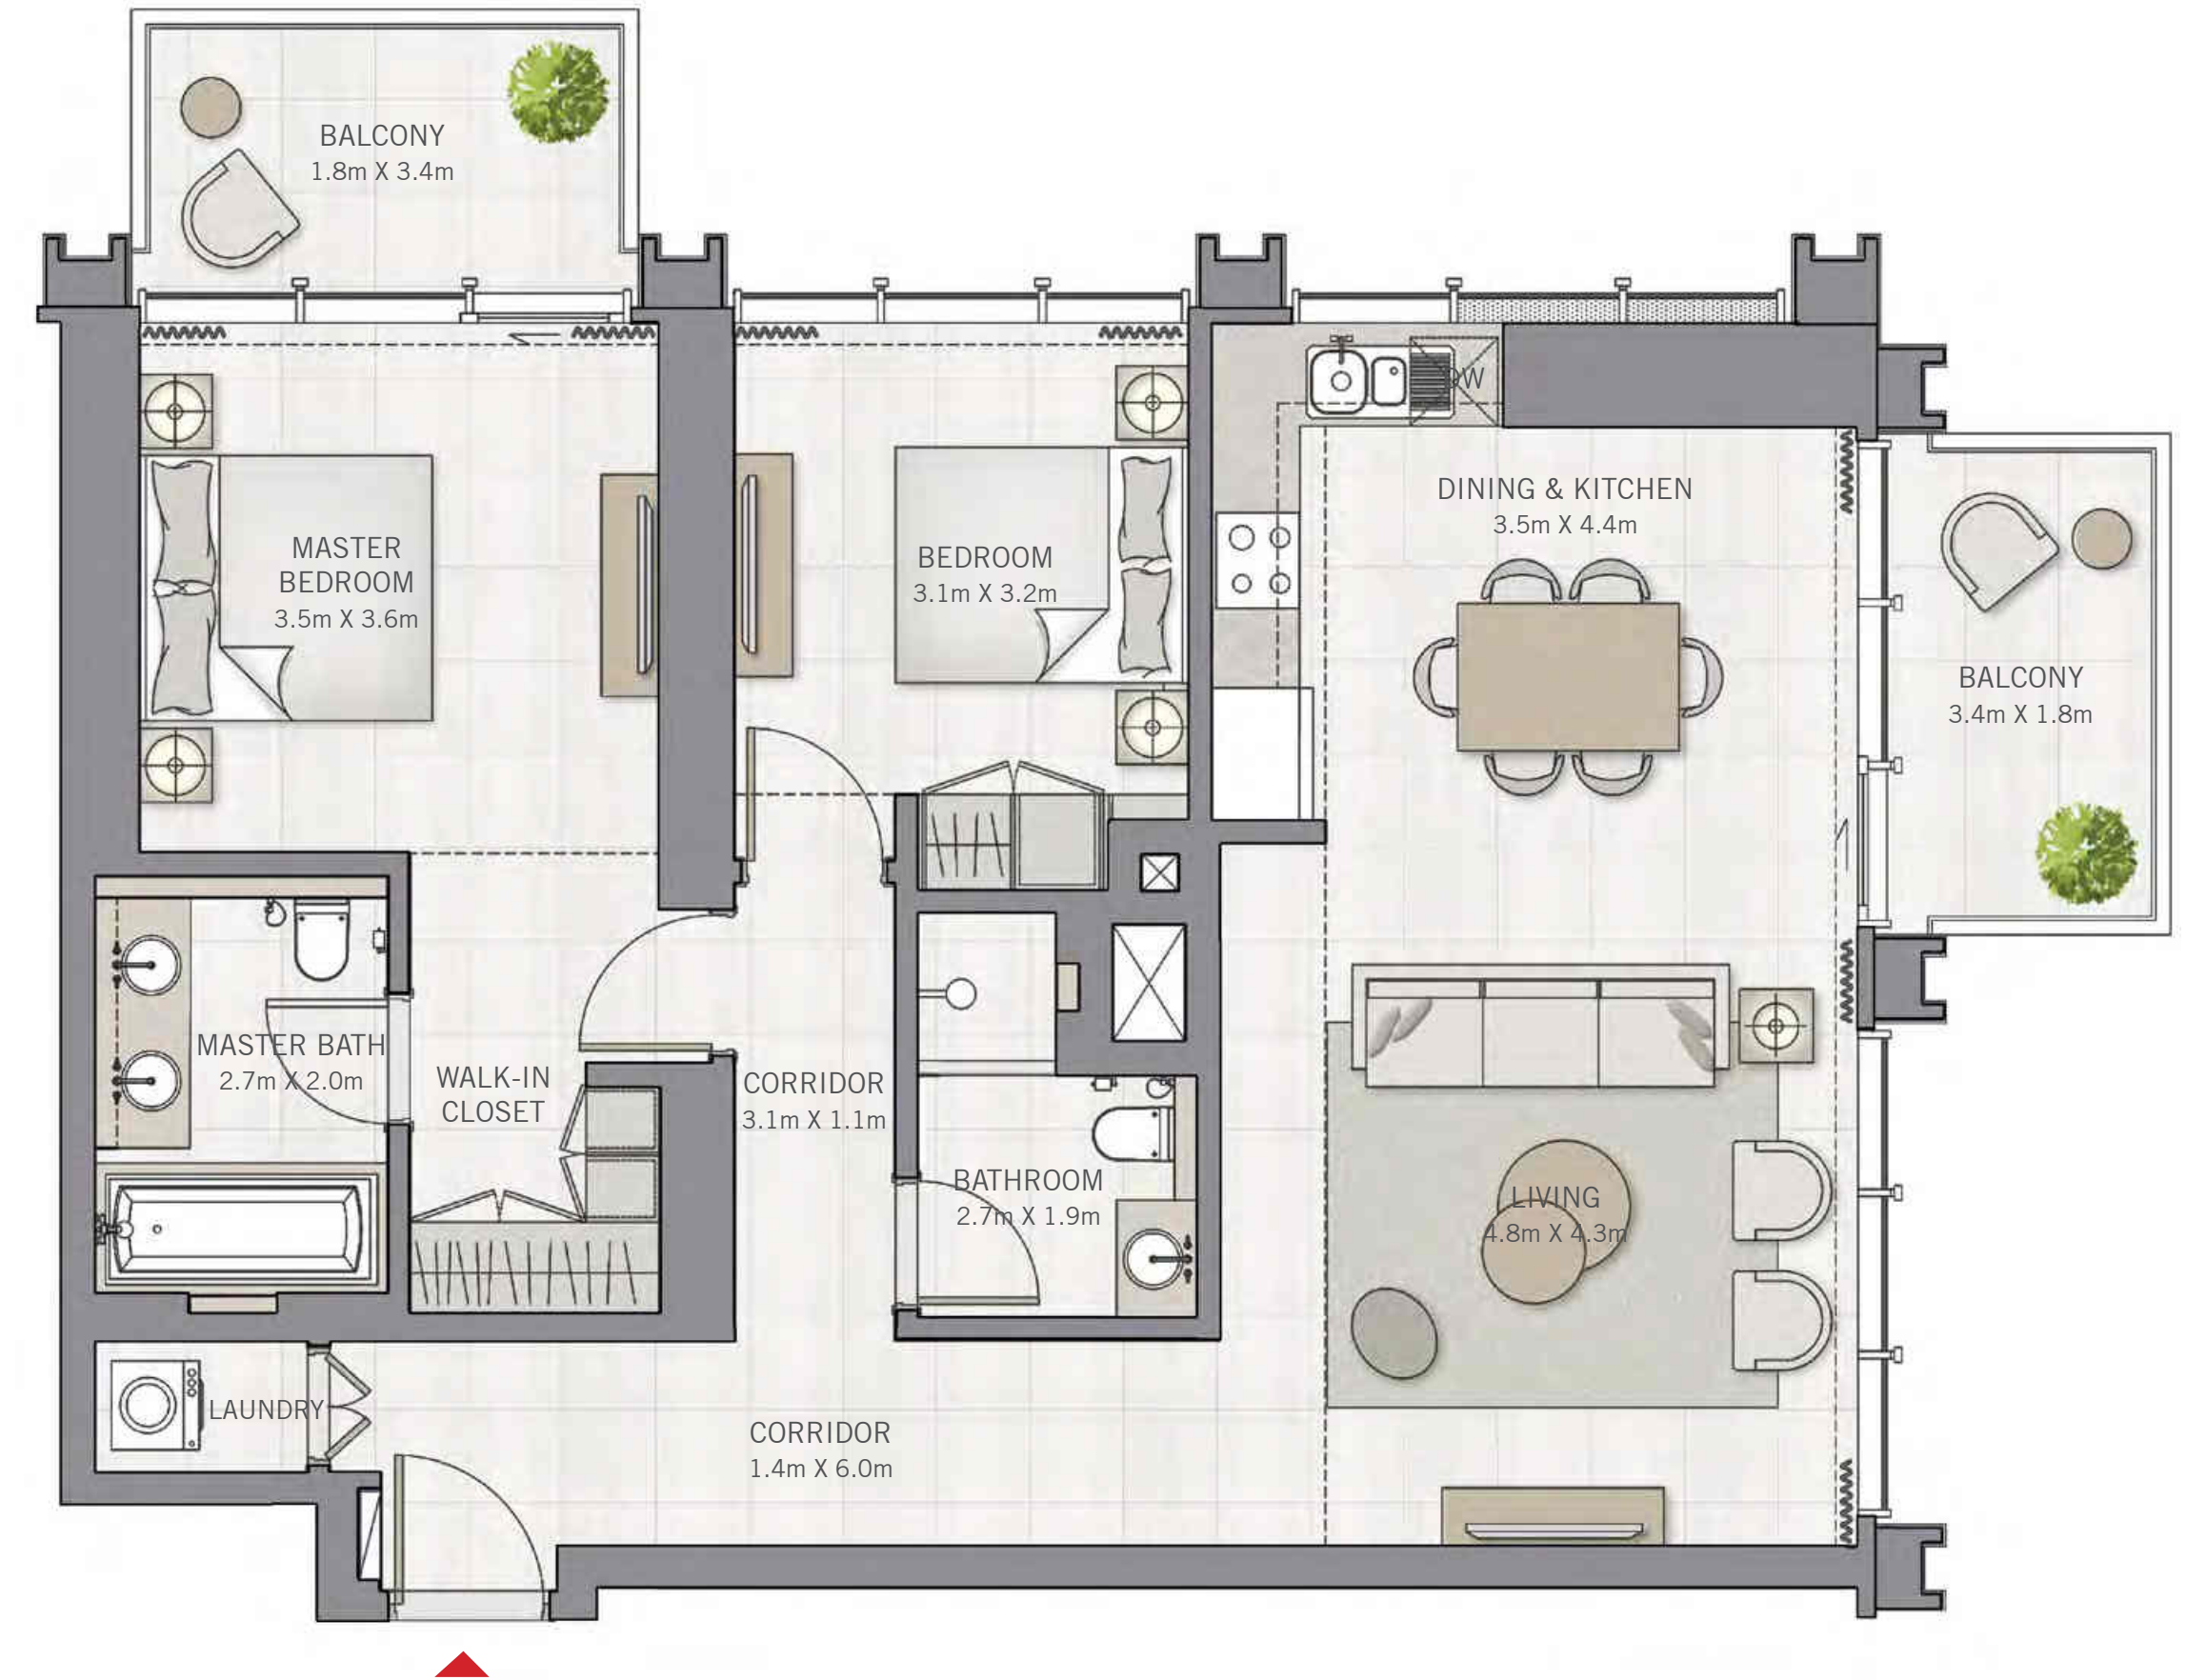 BALCONY
1.8m X 3.4m
DW
DINING & KITCHEN
3.5m X 4.4m
MASTER
BEDROOM
3.5m X 3.6m
BEDROOM
3.1m X 3.2m
BALCONY
3.4m X 1.8m
MASTER BATH
2.7m X 2.0m
WALK-IN
CLOSET
CORRIDOR
3.1m X 1.1m
BATHROOM
2.7m X 1.9m
LIVING
4.8m X 4.3m
LAUNDRY
CORRIDOR
1.4m X 6.0m